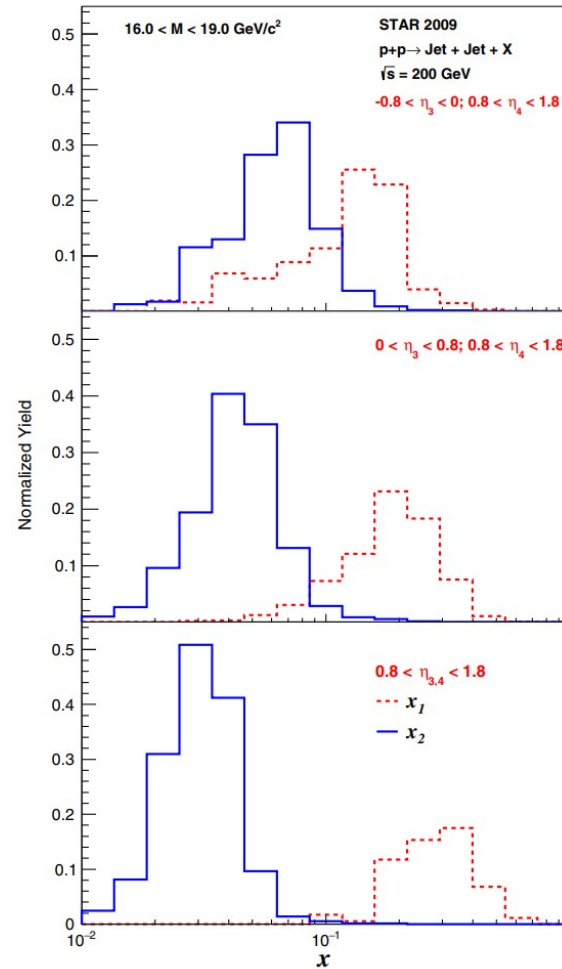 16.0 < M < 19.0 GeV/c²
STAR 2009
p+p→ Jet + Jet + X
√s = 200 GeV
-0.8 < η₃ < 0; 0.8 < η₄ < 1.8
0.5
0.4
0.3
0.2
0.1
0 < η₃ < 0.8; 0.8 < η₄ < 1.8
0.5
0.4
0.3
0.2
0.1
Normalized Yield
0.8 < η₃,₄ < 1.8
x₁
x₂
0.5
0.4
0.3
0.2
0.1
0
10⁻²
10⁻¹
x